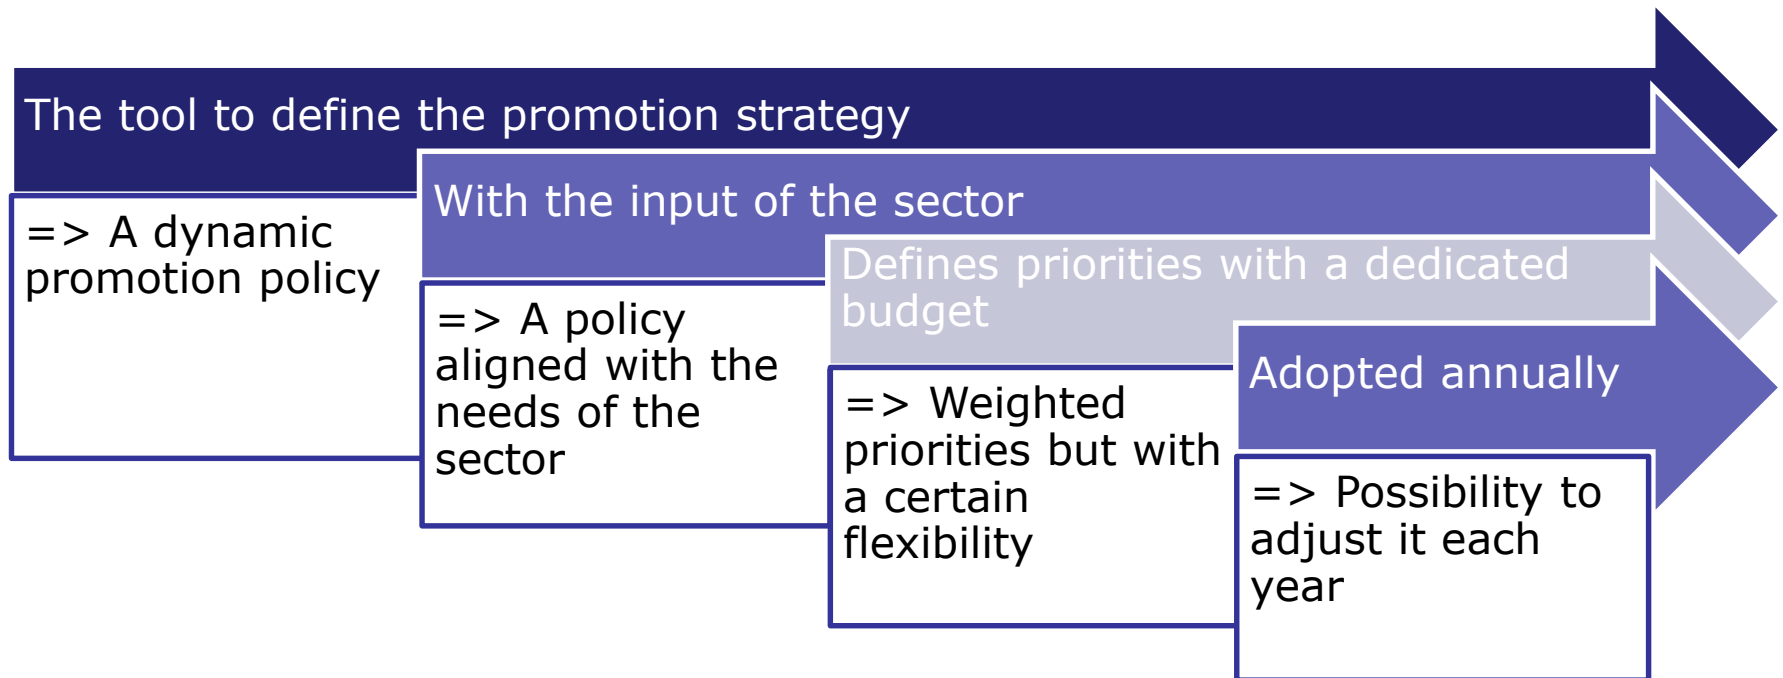 The tool to define the promotion strategy
=> A dynamic
promotion policy
With the input of the sector
=> A policy
aligned with the
needs of the
sector
Defines priorities with a dedicated
budget
=> Weighted
priorities but with
a certain
flexibility
Adopted annually
=> Possibility to
adjust it each
year